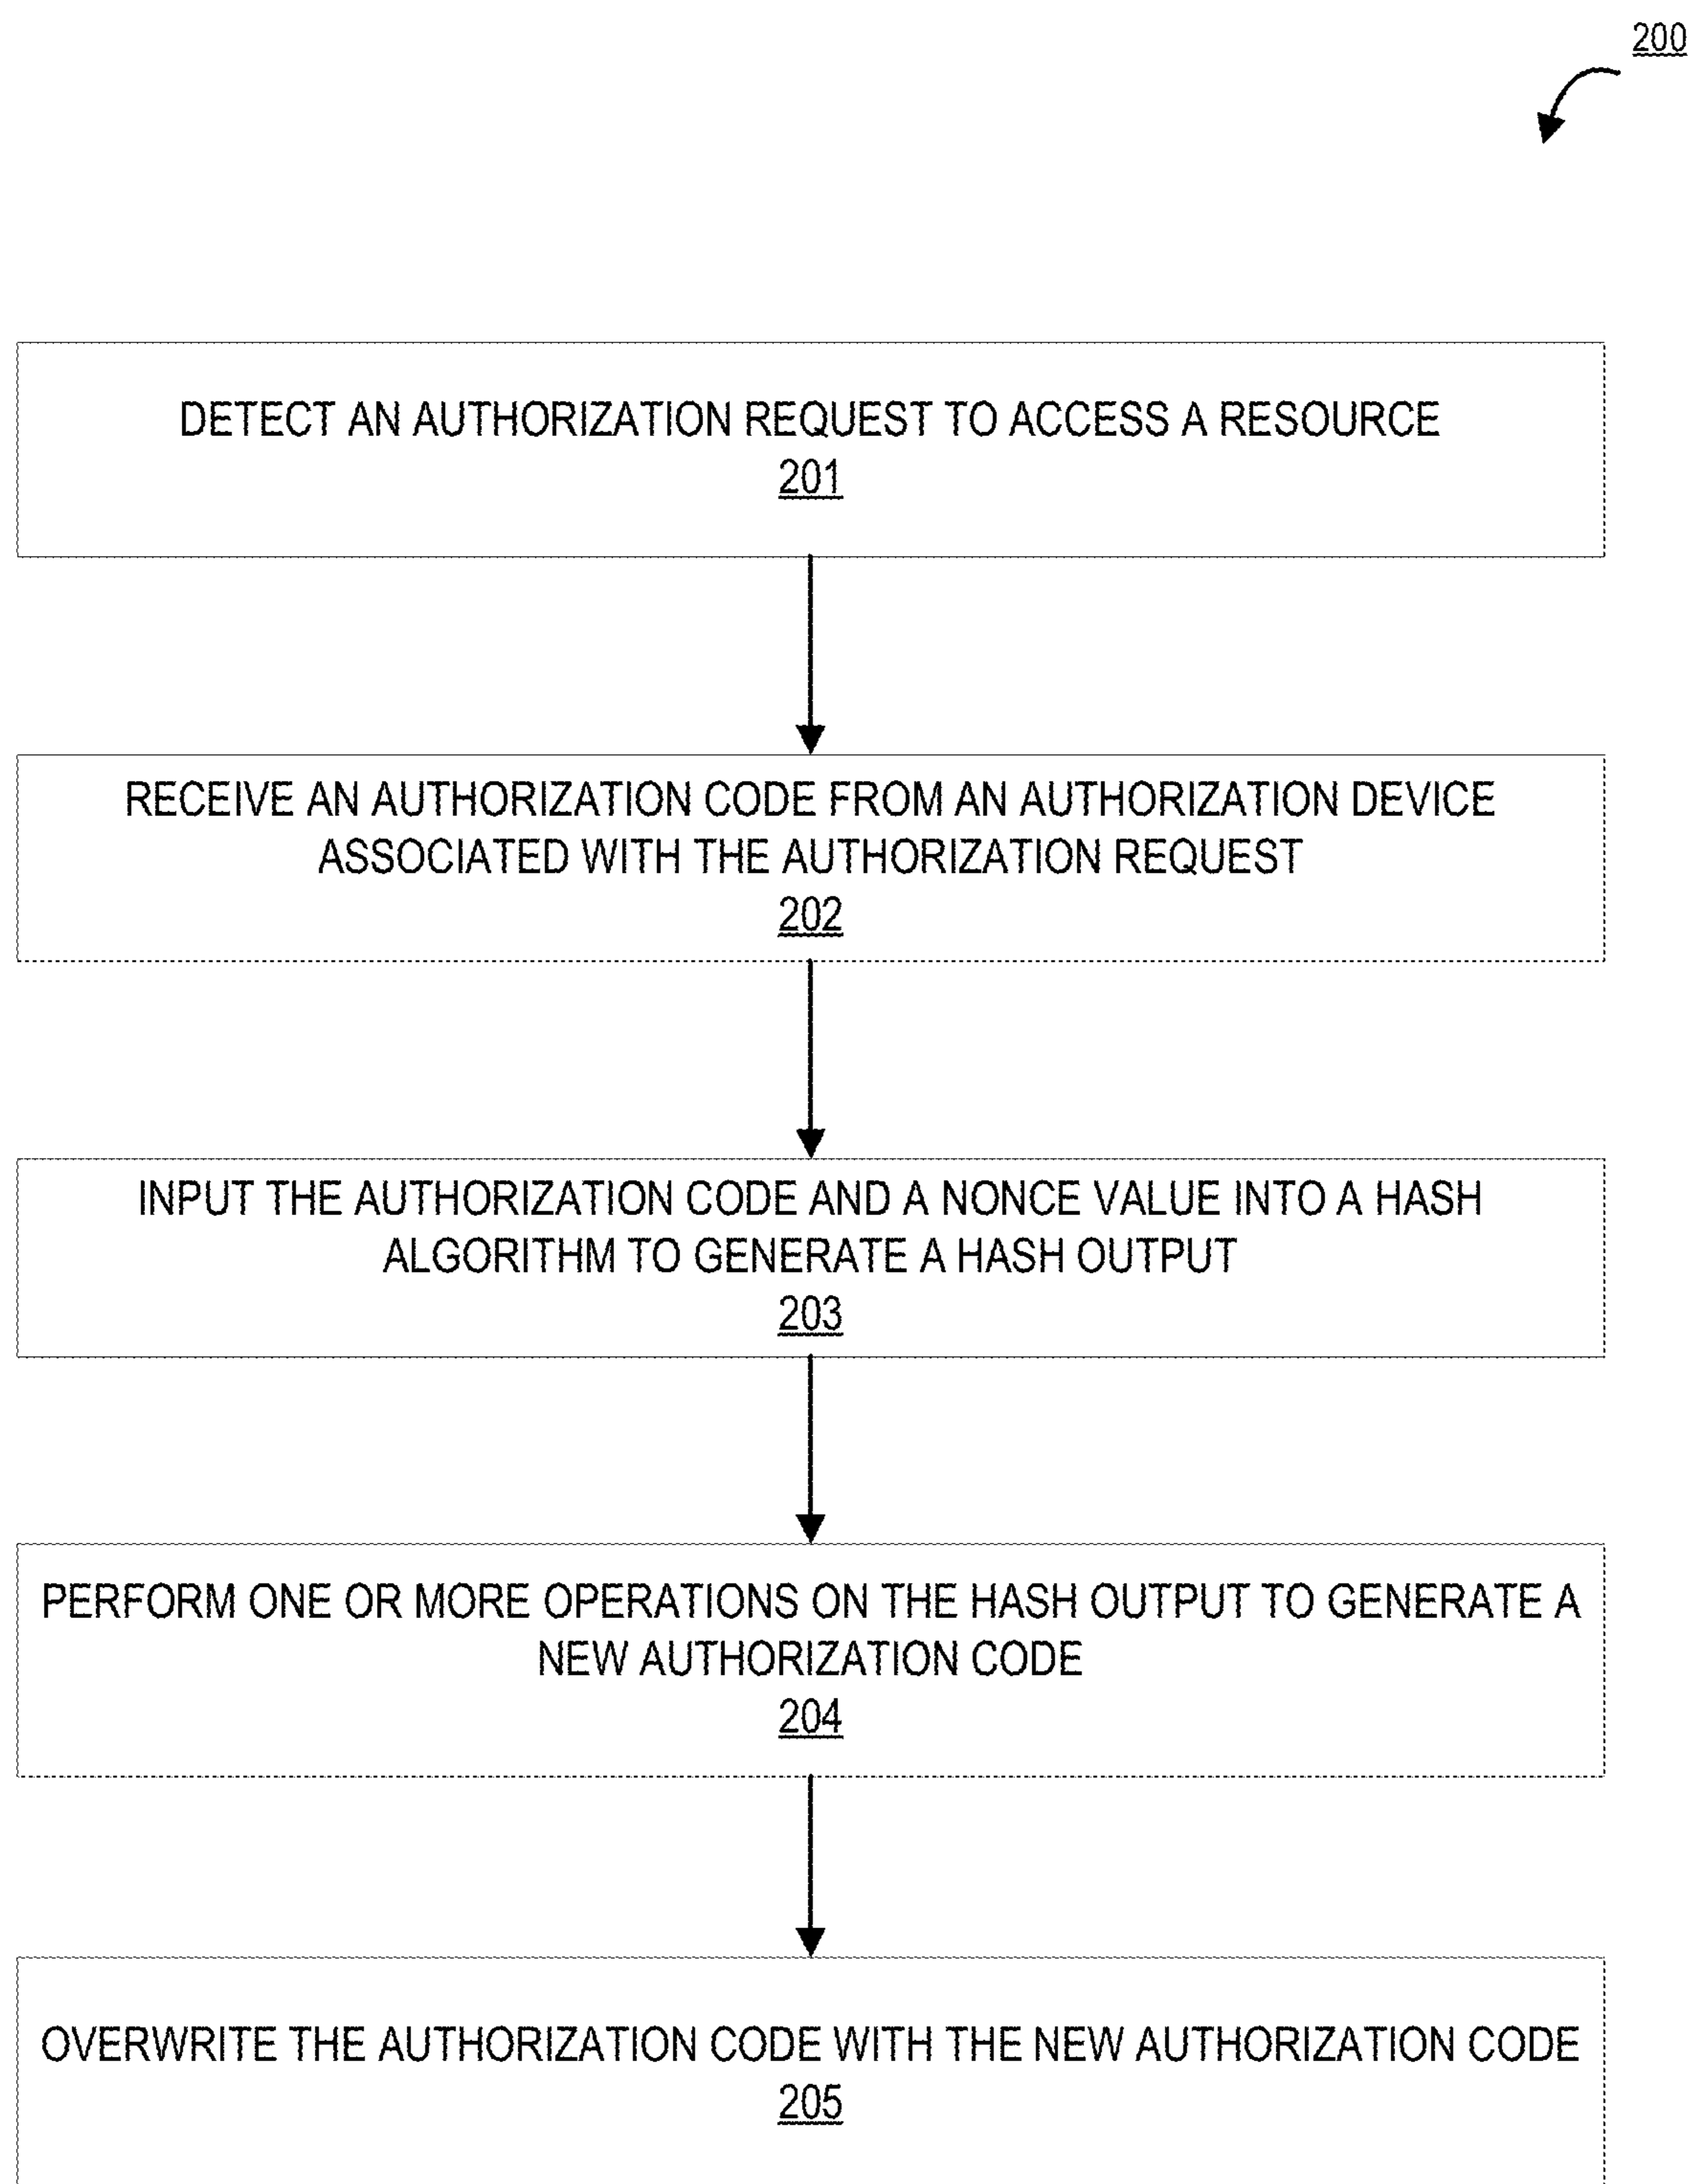 200
DETECT AN AUTHORIZATION REQUEST TO ACCESS A RESOURCE
201
RECEIVE AN AUTHORIZATION CODE FROM AN AUTHORIZATION DEVICE
ASSOCIATED WITH THE AUTHORIZATION REQUEST
202
INPUT THE AUTHORIZATION CODE AND A NONCE VALUE INTO A HASH
ALGORITHM TO GENERATE A HASH OUTPUT
203
PERFORM ONE OR MORE OPERATIONS ON THE HASH OUTPUT TO GENERATE A
NEW AUTHORIZATION CODE
204
OVERWRITE THE AUTHORIZATION CODE WITH THE NEW AUTHORIZATION CODE
205